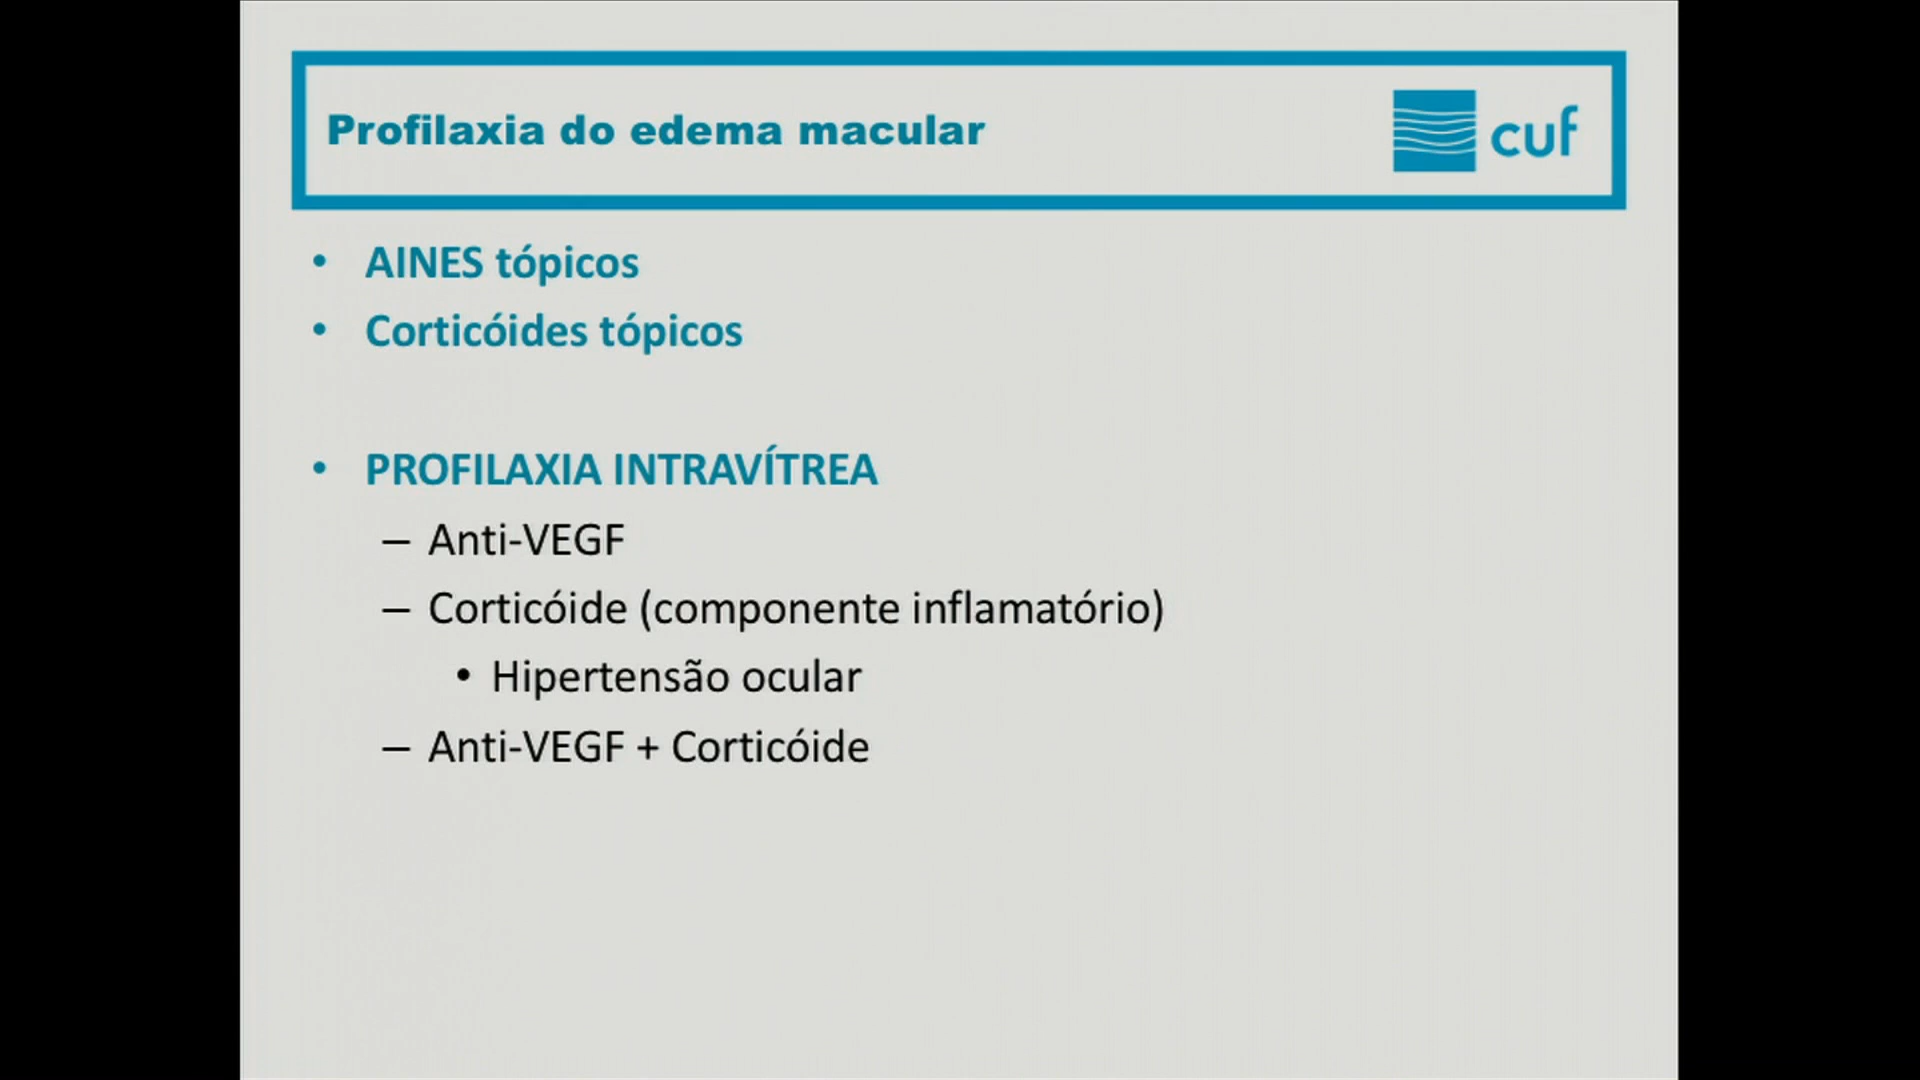 Profilaxia do edema macular
cuf
• AINES tópicos
• Corticóides tópicos
• PROFILAXIA INTRAVÍTREA
– Anti-VEGF
– Corticóide (componente inflamatório)
• Hipertensão ocular
– Anti-VEGF + Corticóide